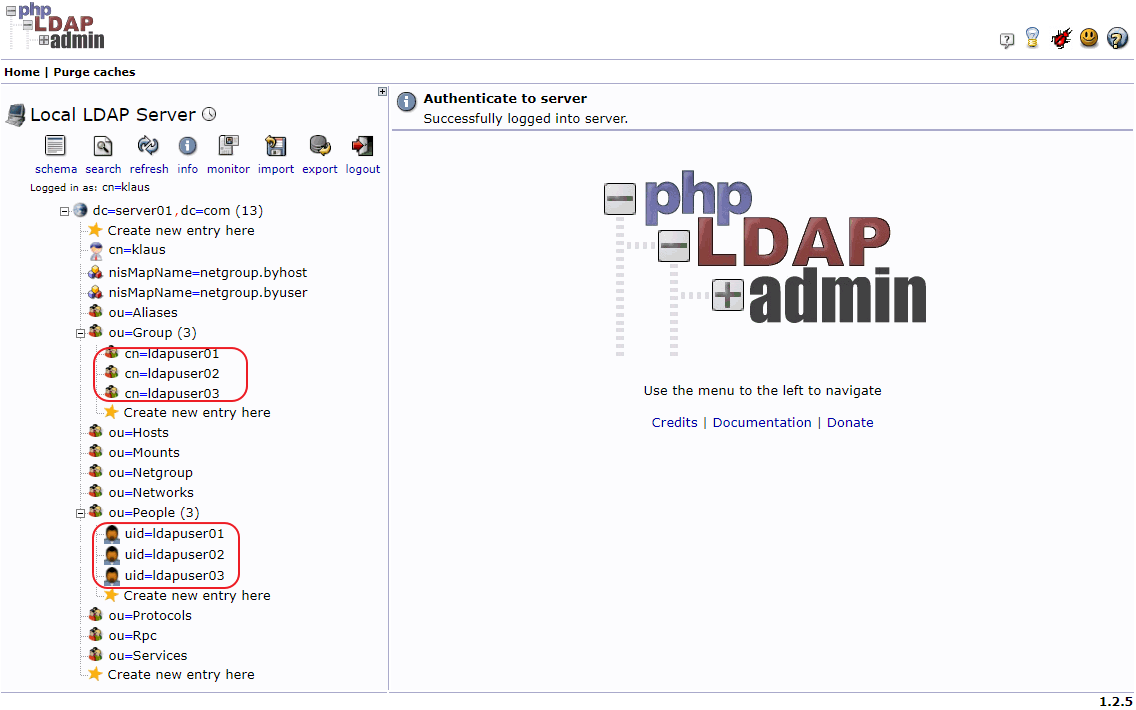 php
LDAP
admin
Home | Purge caches
Local LDAP Server
schema search refresh info monitor import export logout
Logged in as: cn=klaus
dc=server01,dc=com (13)
Create new entry here
cn=klaus
nisMapName=netgroup.byhost
nisMapName=netgroup.byuser
ou=Aliases
ou=Group (3)
cn=ldapuser01
cn=ldapuser02
cn=ldapuser03
Create new entry here
ou=Hosts
ou=Mounts
ou=Netgroup
ou=Networks
ou=People (3)
uid=ldapuser01
uid=ldapuser02
uid=ldapuser03
Create new entry here
ou=Protocols
ou=Rpc
ou=Services
Create new entry here
Authenticate to server
Successfully logged into server.
php
LDAP
admin
Use the menu to the left to navigate
Credits | Documentation | Donate
1.2.5